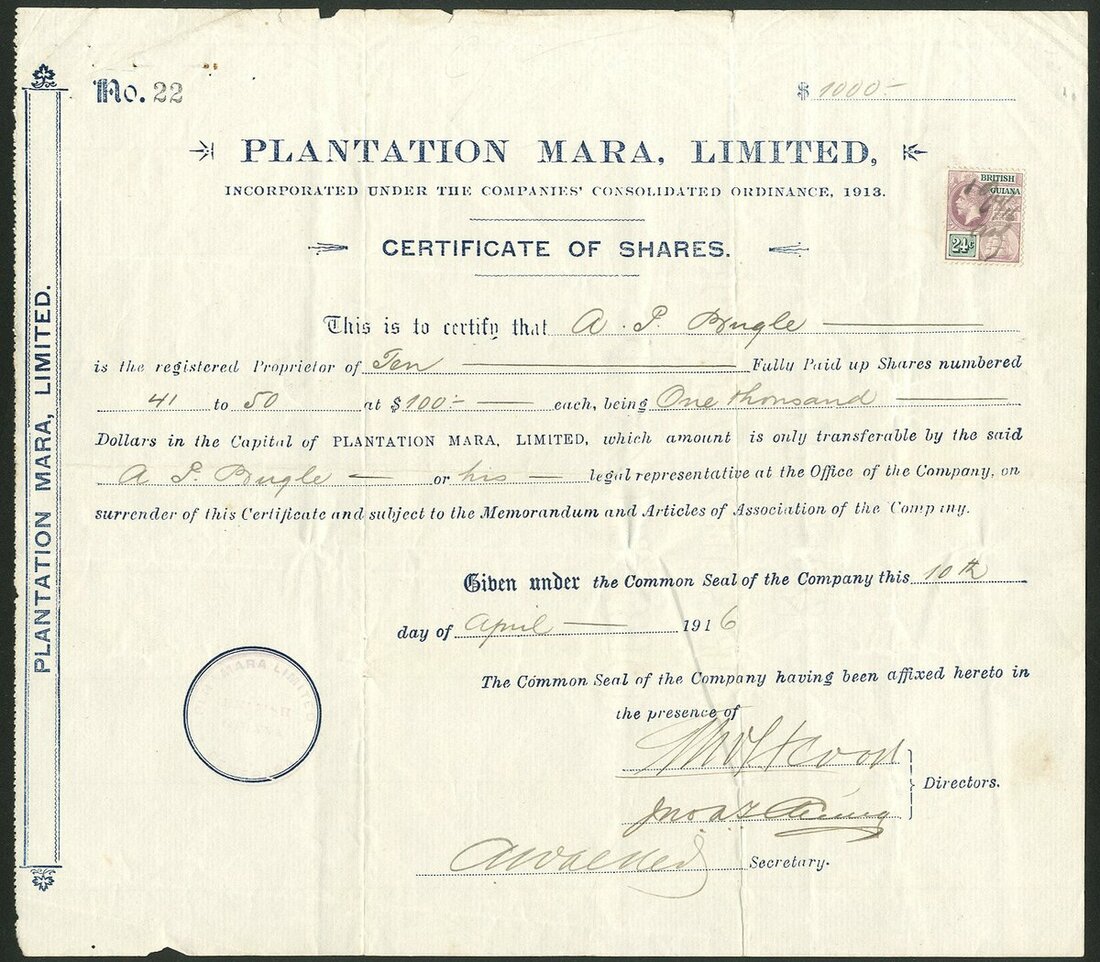 No. 22
$ 1000-
PLANTATION MARA, LIMITED,
INCORPORATED UNDER THE COMPANIES' CONSOLIDATED ORDINANCE, 1913.
BRITISH
GUIANA
24c
CERTIFICATE OF SHARES.
This is to certify that A. P. Bugle
is the registered Proprietor of Ten Fully Paid up Shares numbered
41 to 50 at $ 100:- each, being One thousand
Dollars in the Capital of PLANTATION MARA, LIMITED, which amount is only transferable by the said
A P. Bugle or his legal representative at the Office of the Company, on
surrender of this Certificate and subject to the Memorandum and Articles of Association of the Company.
Given under the Common Seal of the Company this 10th
day of April 1916
The Common Seal of the Company having been affixed hereto in
the presence of
Directors.
Secretary.
MARA LIMITED
PLANTATION MARA, LIMITED.